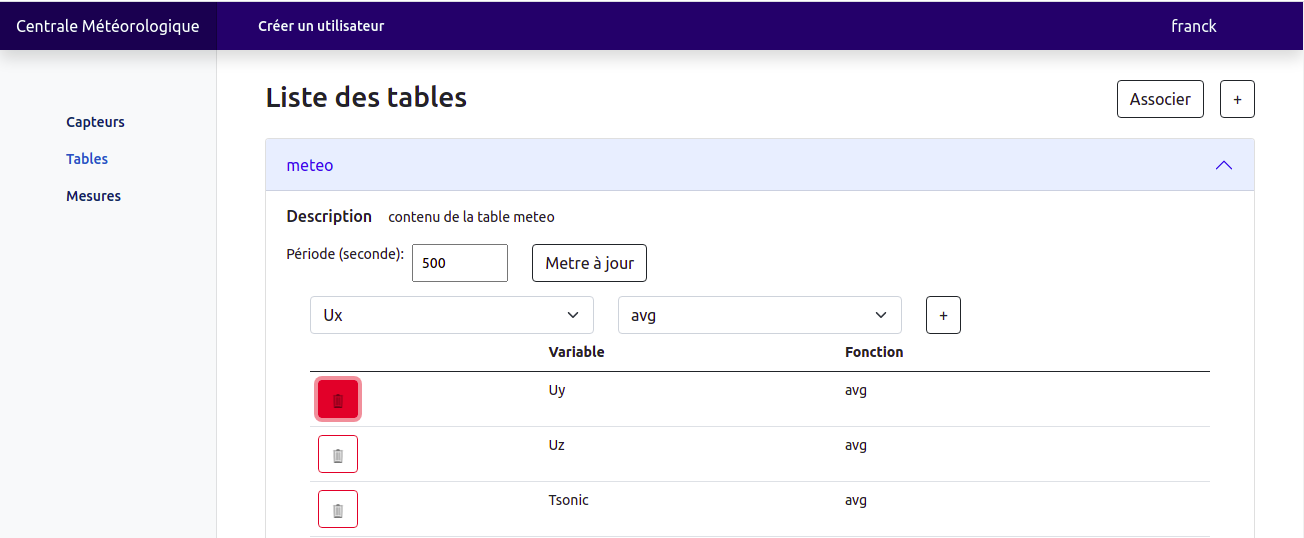 Centrale Météorologique Créer un utilisateur franck
Liste des tables Associer +
Capteurs
Tables
Mesures
meteo
Description contenu de la table meteo
Période (seconde): 500 Metre à jour
Ux avg +
Variable Fonction
Uy avg
Uz avg
Tsonic avg